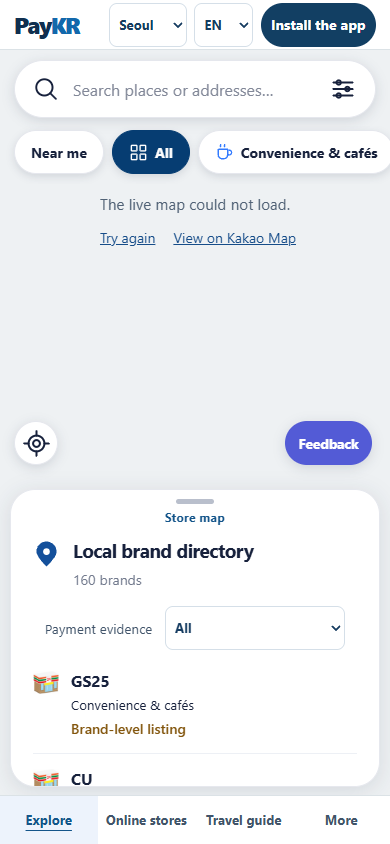 PayKR
Seoul
EN
Install the app
Search places or addresses...
Near me
All
Convenience & cafés
The live map could not load.
Try again
View on Kakao Map
Feedback
Store map
Local brand directory
160 brands
Payment evidence
All
GS25
Convenience & cafés
Brand-level listing
CU
Explore
Online stores
Travel guide
More